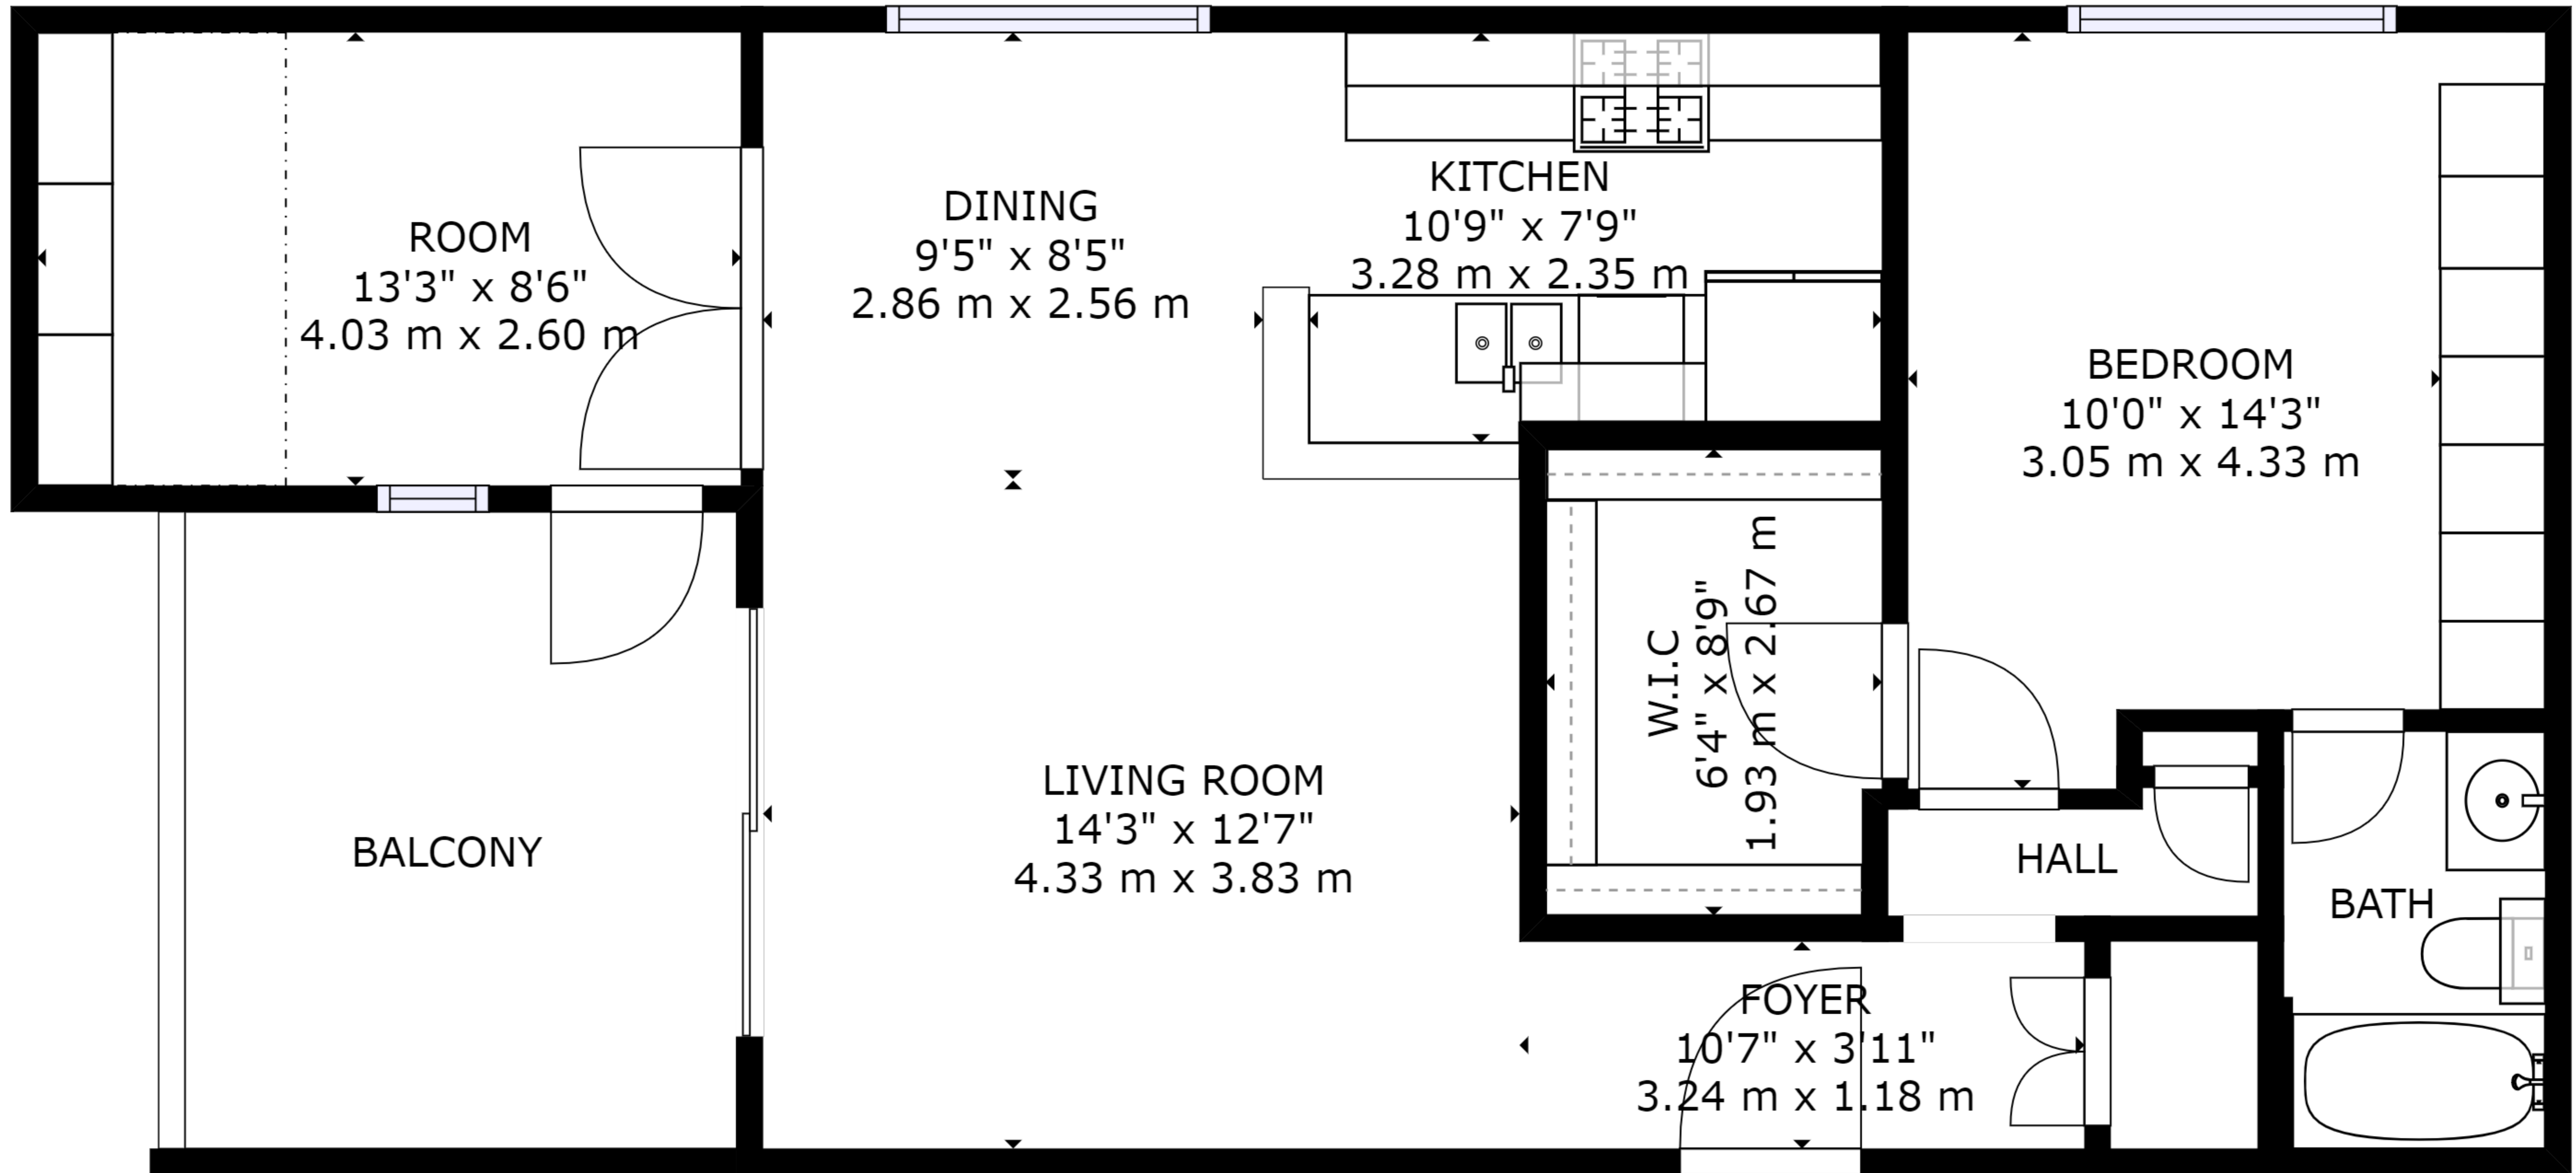 ROOM
13'3" x 8'6"
4.03 m x 2.60 m
DINING
9'5" x 8'5"
2.86 m x 2.56 m
KITCHEN
10'9" x 7'9"
3.28 m x 2.35 m
BEDROOM
10'0" x 14'3"
3.05 m x 4.33 m
W.I.C
6'4" x 8'9"
1.93 m x 2.67 m
LIVING ROOM
14'3" x 12'7"
4.33 m x 3.83 m
BALCONY
HALL
BATH
FOYER
10'7" x 3'11"
3.24 m x 1.18 m